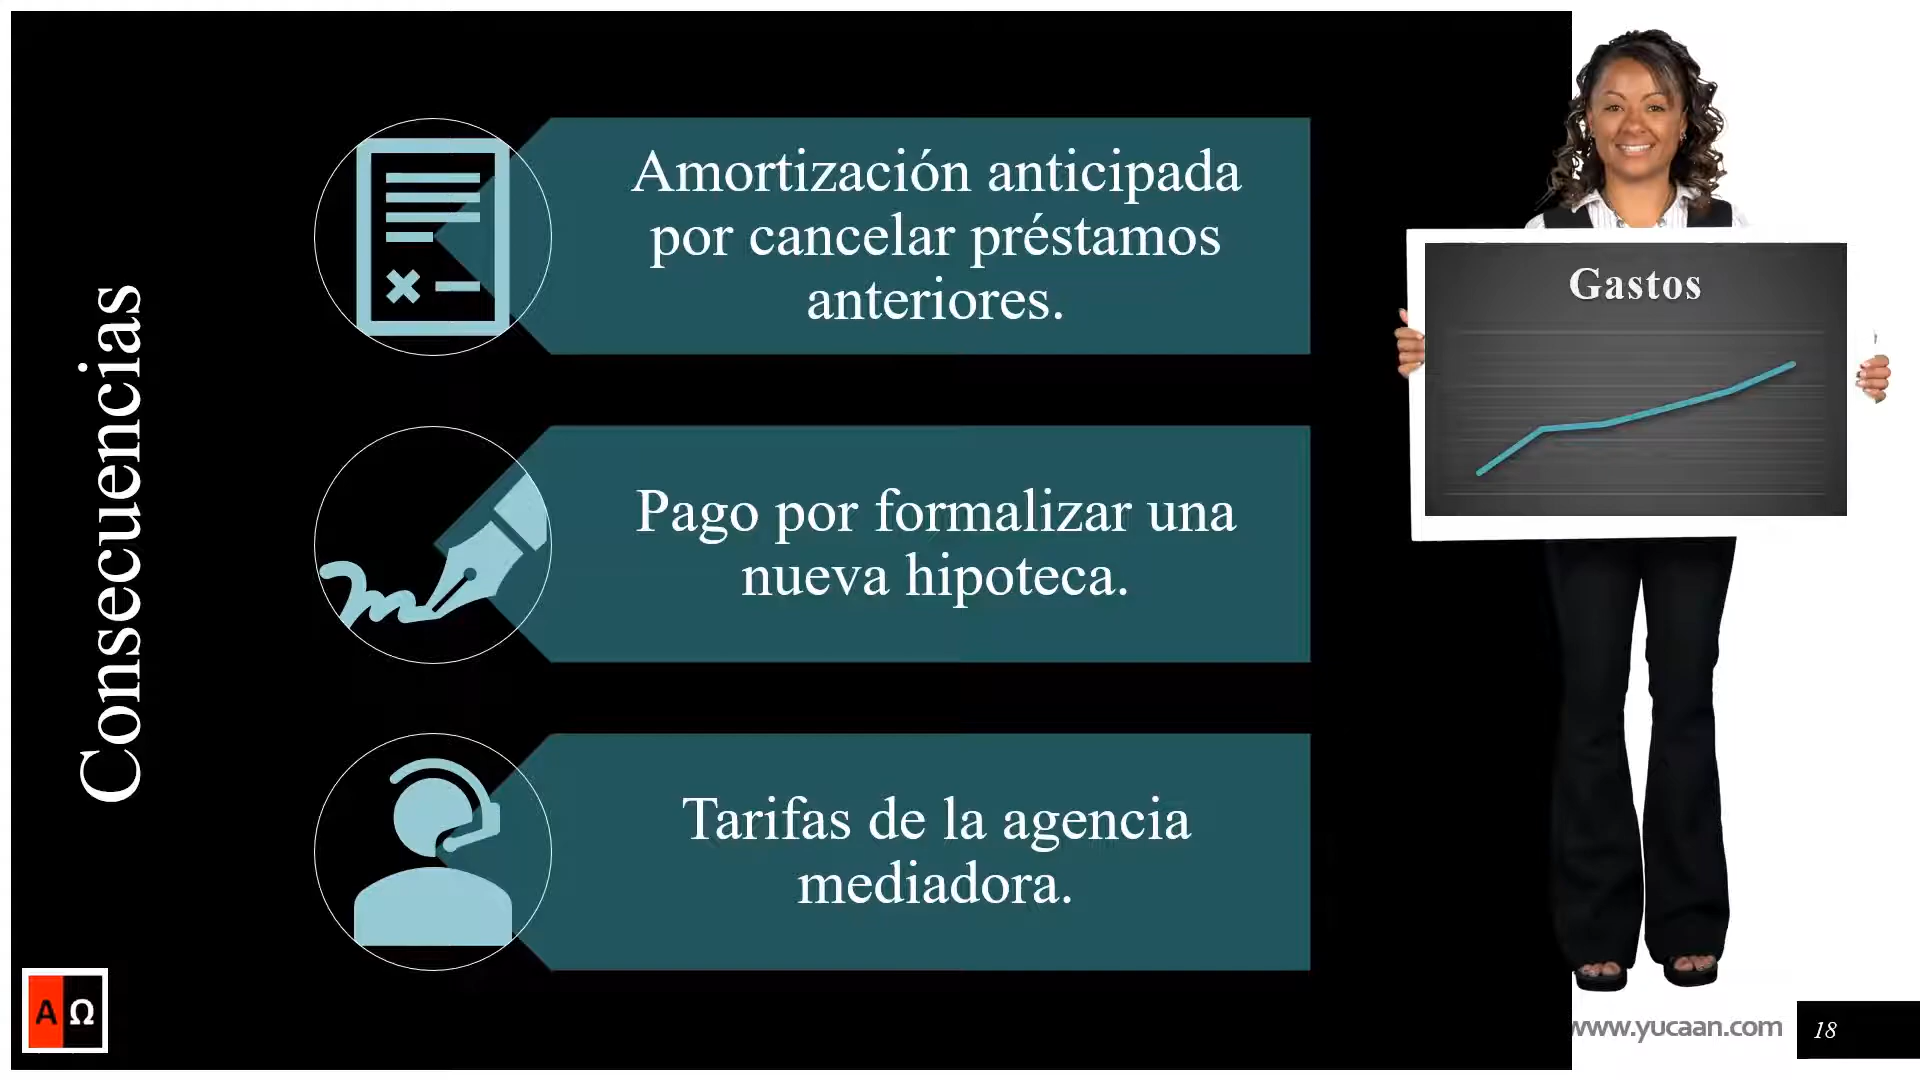 Consecuencias
Amortización anticipada
por cancelar préstamos
anteriores.
Pago por formalizar una
nueva hipoteca.
Tarifas de la agencia
mediadora.
Gastos
A Ω
www.yucaan.com
18